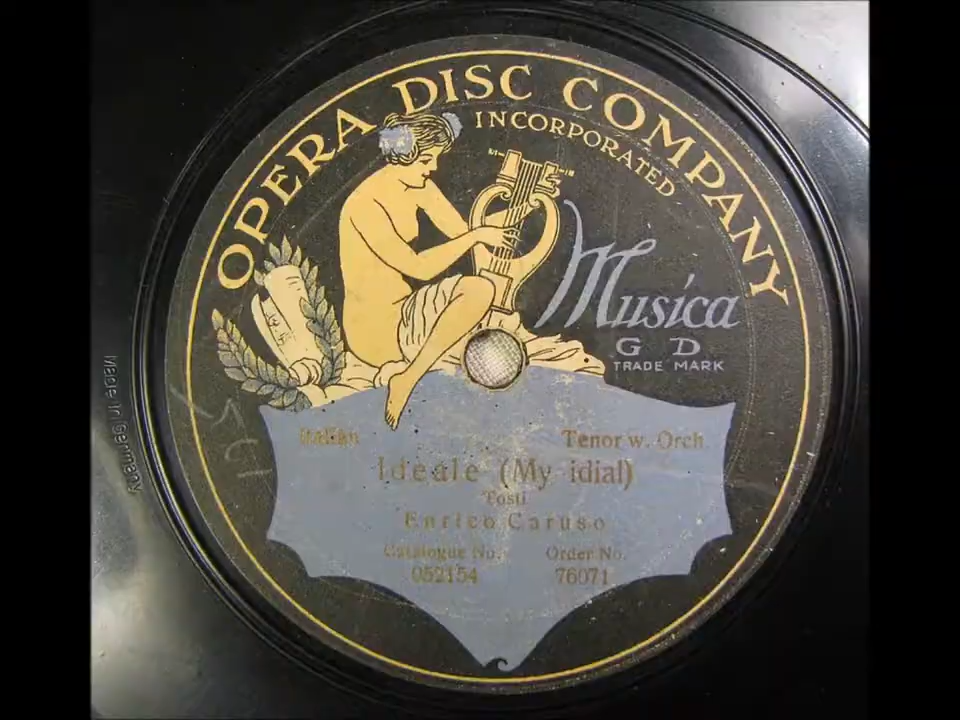 OPERA DISC COMPANY
INCORPORATED
Musica
G D
TRADE MARK
Italian
Tenor w. Orch.
Ideale (My idial)
Tosti
Enrico Caruso
Catalogue No.
Order No.
052154
76071
Made in Germany